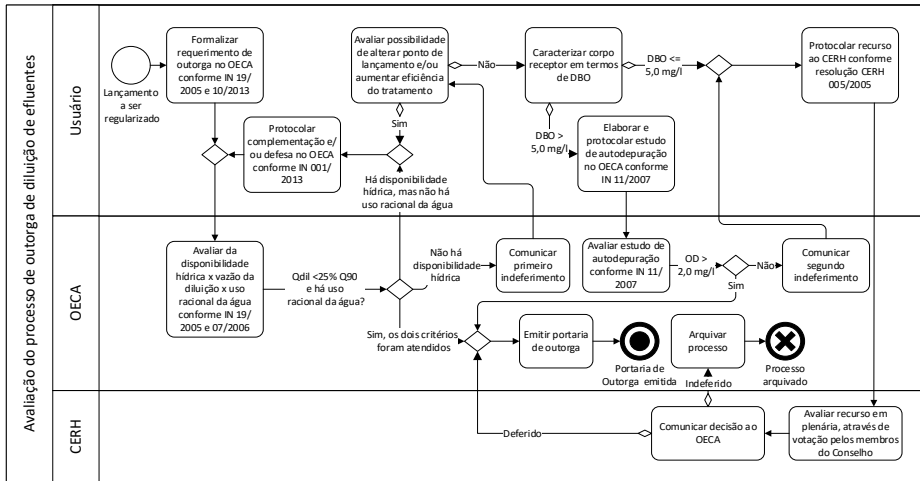 Avaliação do processo de outorga de diluição de efluentes
Usuário
Lançamento
a ser
regularizado
Formalizar
requerimento de
outorga no OECA
conforme IN 19/
2005 e 10/2013
Protocolar
complementação e/
ou defesa no OECA
conforme IN 001/
2013
Avaliar possibilidade
de alterar ponto de
lançamento e/ou
aumentar eficiência
do tratamento
Não
Sim
Há disponibilidade
hídrica, mas não há
uso racional da água
Caracterizar corpo
receptor em termos
de DBO
DBO <=
5,0 mg/l
DBO >
5,0 mg/l
Elaborar e
protocolar estudo
de autodepuração
no OECA conforme
IN 11/2007
Protocolar recurso
ao CERH conforme
resolução CERH
005/2005
OECA
Avaliar da
disponibilidade
hídrica x vazão da
diluição x uso
racional da água
conforme IN 19/
2005 e 07/2006
Qdil <25% Q90
e há uso
racional da água?
Não há
disponibilidade
hídrica
Comunicar
primeiro
indeferimento
Sim, os dois critérios
foram atendidos
Avaliar estudo de
autodepuração
conforme IN 11/
2007
OD >
2,0 mg/l
Não
Sim
Comunicar
segundo
indeferimento
Emitir portaria
de outorga
Portaria de
Outorga emitida
Arquivar
processo
Processo
arquivado
Indeferido
CERH
Deferido
Comunicar decisão ao
OECA
Avaliar recurso em
plenária, através de
votação pelos membros
do Conselho